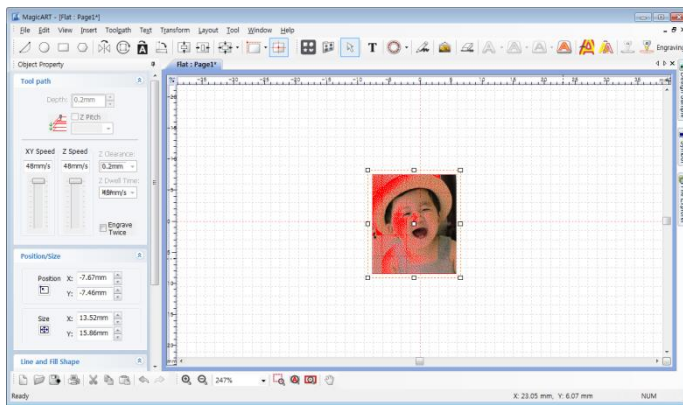 MagicART - [Flat : Page1*]
File Edit View Insert Toolpath Text Transform Layout Tool Window Help
T A A A A A A A Engraving
Object Property
Flat : Page1*
Tool path
Depth: 0.2mm
Z Pitch
XY Speed Z Speed Z Clearance:
48mm/s 48mm/s 0.2mm
Z Dwell Time:
Engrave
Twice
Position/Size
Position X: -7.67mm
Y: -7.46mm
Size X: 13.52mm
Y: 15.86mm
Line and Fill Shape
247%
Ready X: 23.05 mm, Y: 6.07 mm NUM